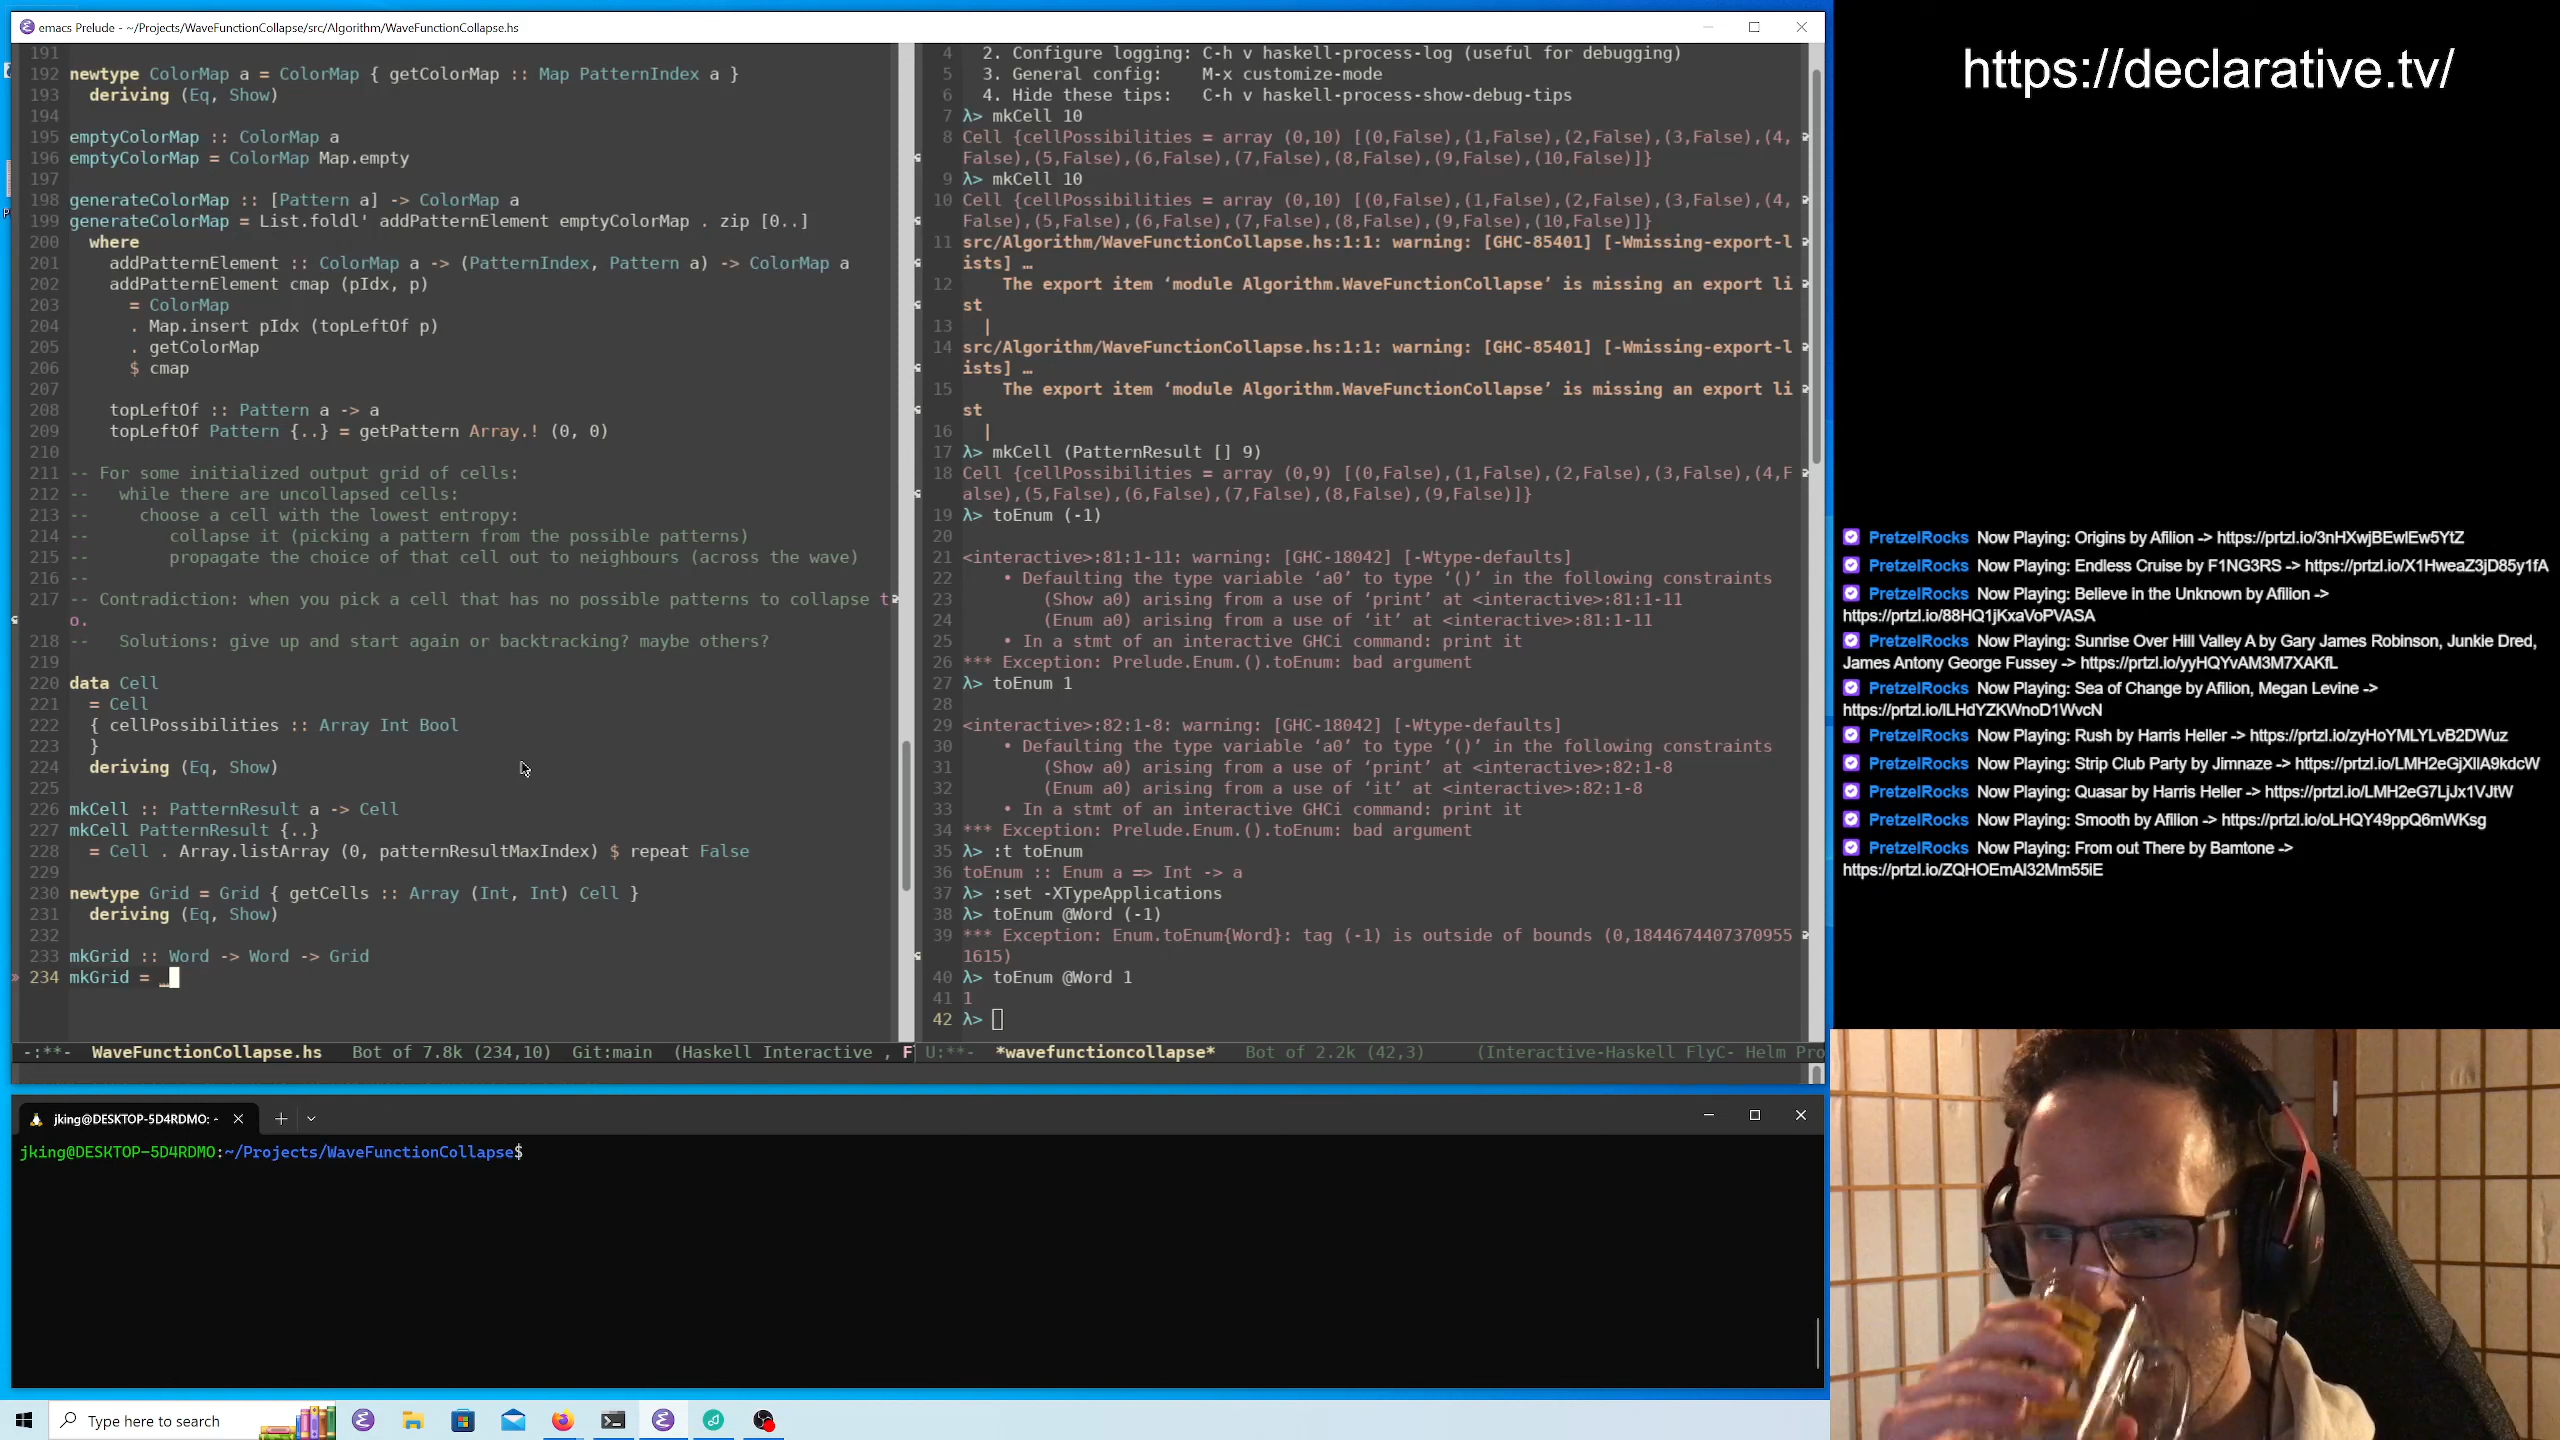 emacs Prelude - ~/Projects/WaveFunctionCollapse/src/Algorithm/WaveFunctionCollapse.hs
191
192 newtype ColorMap a = ColorMap { getColorMap :: Map PatternIndex a }
193   deriving (Eq, Show)
194
195 emptyColorMap :: ColorMap a
196 emptyColorMap = ColorMap Map.empty
197
198 generateColorMap :: [Pattern a] -> ColorMap a
199 generateColorMap = List.foldl' addPatternElement emptyColorMap . zip [0..]
200   where
201     addPatternElement :: ColorMap a -> (PatternIndex, Pattern a) -> ColorMap a
202     addPatternElement cmap (pIdx, p)
203       = ColorMap
204       . Map.insert pIdx (topLeftOf p)
205       . getColorMap
206       $ cmap
207
208     topLeftOf :: Pattern a -> a
209     topLeftOf Pattern {..} = getPattern Array.! (0, 0)
210
211 -- For some initialized output grid of cells:
212 --   while there are uncollapsed cells:
213 --     choose a cell with the lowest entropy:
214 --        collapse it (picking a pattern from the possible patterns)
215 --        propagate the choice of that cell out to neighbours (across the wave)
216 --
217 -- Contradiction: when you pick a cell that has no possible patterns to collapse t
o.
218 --   Solutions: give up and start again or backtracking? maybe others?
219
220 data Cell
221   = Cell
222   { cellPossibilities :: Array Int Bool
223   }
224   deriving (Eq, Show)
225
226 mkCell :: PatternResult a -> Cell
227 mkCell PatternResult {..}
228   = Cell . Array.listArray (0, patternResultMaxIndex) $ repeat False
229
230 newtype Grid = Grid { getCells :: Array (Int, Int) Cell }
231   deriving (Eq, Show)
232
233 mkGrid :: Word -> Word -> Grid
234 mkGrid = _
-:**-  WaveFunctionCollapse.hs   Bot of 7.8k (234,10)   Git:main  (Haskell Interactive , F
4   2. Configure logging: C-h v haskell-process-log (useful for debugging)
5   3. General config:    M-x customize-mode
6   4. Hide these tips:   C-h v haskell-process-show-debug-tips
7 λ> mkCell 10
8 Cell {cellPossibilities = array (0,10) [(0,False),(1,False),(2,False),(3,False),(4,
False),(5,False),(6,False),(7,False),(8,False),(9,False),(10,False)]}
9 λ> mkCell 10
10 Cell {cellPossibilities = array (0,10) [(0,False),(1,False),(2,False),(3,False),(4,
False),(5,False),(6,False),(7,False),(8,False),(9,False),(10,False)]}
11 src/Algorithm/WaveFunctionCollapse.hs:1:1: warning: [GHC-85401] [-Wmissing-export-l
ists] …
12     The export item ‘module Algorithm.WaveFunctionCollapse’ is missing an export li
st
13   |
14 src/Algorithm/WaveFunctionCollapse.hs:1:1: warning: [GHC-85401] [-Wmissing-export-l
ists] …
15     The export item ‘module Algorithm.WaveFunctionCollapse’ is missing an export li
st
16   |
17 λ> mkCell (PatternResult [] 9)
18 Cell {cellPossibilities = array (0,9) [(0,False),(1,False),(2,False),(3,False),(4,F
alse),(5,False),(6,False),(7,False),(8,False),(9,False)]}
19 λ> toEnum (-1)
20
21 <interactive>:81:1-11: warning: [GHC-18042] [-Wtype-defaults]
22     • Defaulting the type variable ‘a0’ to type ‘()’ in the following constraints
23         (Show a0) arising from a use of ‘print’ at <interactive>:81:1-11
24         (Enum a0) arising from a use of ‘it’ at <interactive>:81:1-11
25     • In a stmt of an interactive GHCi command: print it
26 *** Exception: Prelude.Enum.().toEnum: bad argument
27 λ> toEnum 1
28
29 <interactive>:82:1-8: warning: [GHC-18042] [-Wtype-defaults]
30     • Defaulting the type variable ‘a0’ to type ‘()’ in the following constraints
31         (Show a0) arising from a use of ‘print’ at <interactive>:82:1-8
32         (Enum a0) arising from a use of ‘it’ at <interactive>:82:1-8
33     • In a stmt of an interactive GHCi command: print it
34 *** Exception: Prelude.Enum.().toEnum: bad argument
35 λ> :t toEnum
36 toEnum :: Enum a => Int -> a
37 λ> :set -XTypeApplications
38 λ> toEnum @Word (-1)
39 *** Exception: Enum.toEnum{Word}: tag (-1) is outside of bounds (0,1844674407370955
1615)
40 λ> toEnum @Word 1
41 1
42 λ>
U:**-  *wavefunctioncollapse*   Bot of 2.2k (42,3)     (Interactive-Haskell FlyC- Helm Pro
jking@DESKTOP-5D4RDMO: -
jking@DESKTOP-5D4RDMO:~/Projects/WaveFunctionCollapse$
Type here to search
https://declarative.tv/
PretzelRocks Now Playing: Origins by Afilion -> https://prtzl.io/3nHXwjBEwlEw5YtZ
PretzelRocks Now Playing: Endless Cruise by F1NG3RS -> https://prtzl.io/X1HweaZ3jD85y1fA
PretzelRocks Now Playing: Believe in the Unknown by Afilion ->
https://prtzl.io/88HQ1jKxaVoPVASA
PretzelRocks Now Playing: Sunrise Over Hill Valley A by Gary James Robinson, Junkie Dred,
James Antony George Fussey -> https://prtzl.io/yyHQYvAM3M7XAKfL
PretzelRocks Now Playing: Sea of Change by Afilion, Megan Levine ->
https://prtzl.io/lLHdYZKWnoD1WvcN
PretzelRocks Now Playing: Rush by Harris Heller -> https://prtzl.io/zyHoYMLYLvB2DWuz
PretzelRocks Now Playing: Strip Club Party by Jimnaze -> https://prtzl.io/LMH2eGjXllA9kdcW
PretzelRocks Now Playing: Quasar by Harris Heller -> https://prtzl.io/LMH2eG7LjJx1VJtW
PretzelRocks Now Playing: Smooth by Afilion -> https://prtzl.io/oLHQY49ppQ6mWKsg
PretzelRocks Now Playing: From out There by Bamtone ->
https://prtzl.io/ZQHOEmAl32Mm55iE